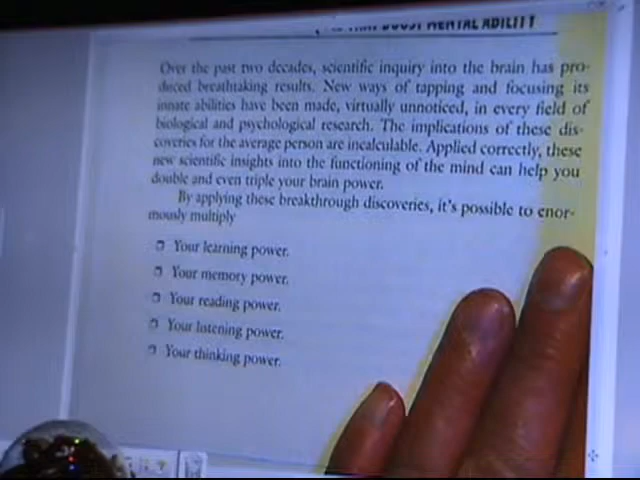 THAT BOOST MENTAL ABILITY
Over the past two decades, scientific inquiry into the brain has pro-
duced breathtaking results. New ways of tapping and focusing its
innate abilities have been made, virtually unnoticed, in every field of
biological and psychological research. The implications of these dis-
coveries for the average person are incalculable. Applied correctly, these
new scientific insights into the functioning of the mind can help you
double and even triple your brain power.
By applying these breakthrough discoveries, it's possible to enor-
mously multiply
Your learning power.
Your memory power.
Your reading power.
Your listening power.
Your thinking power.